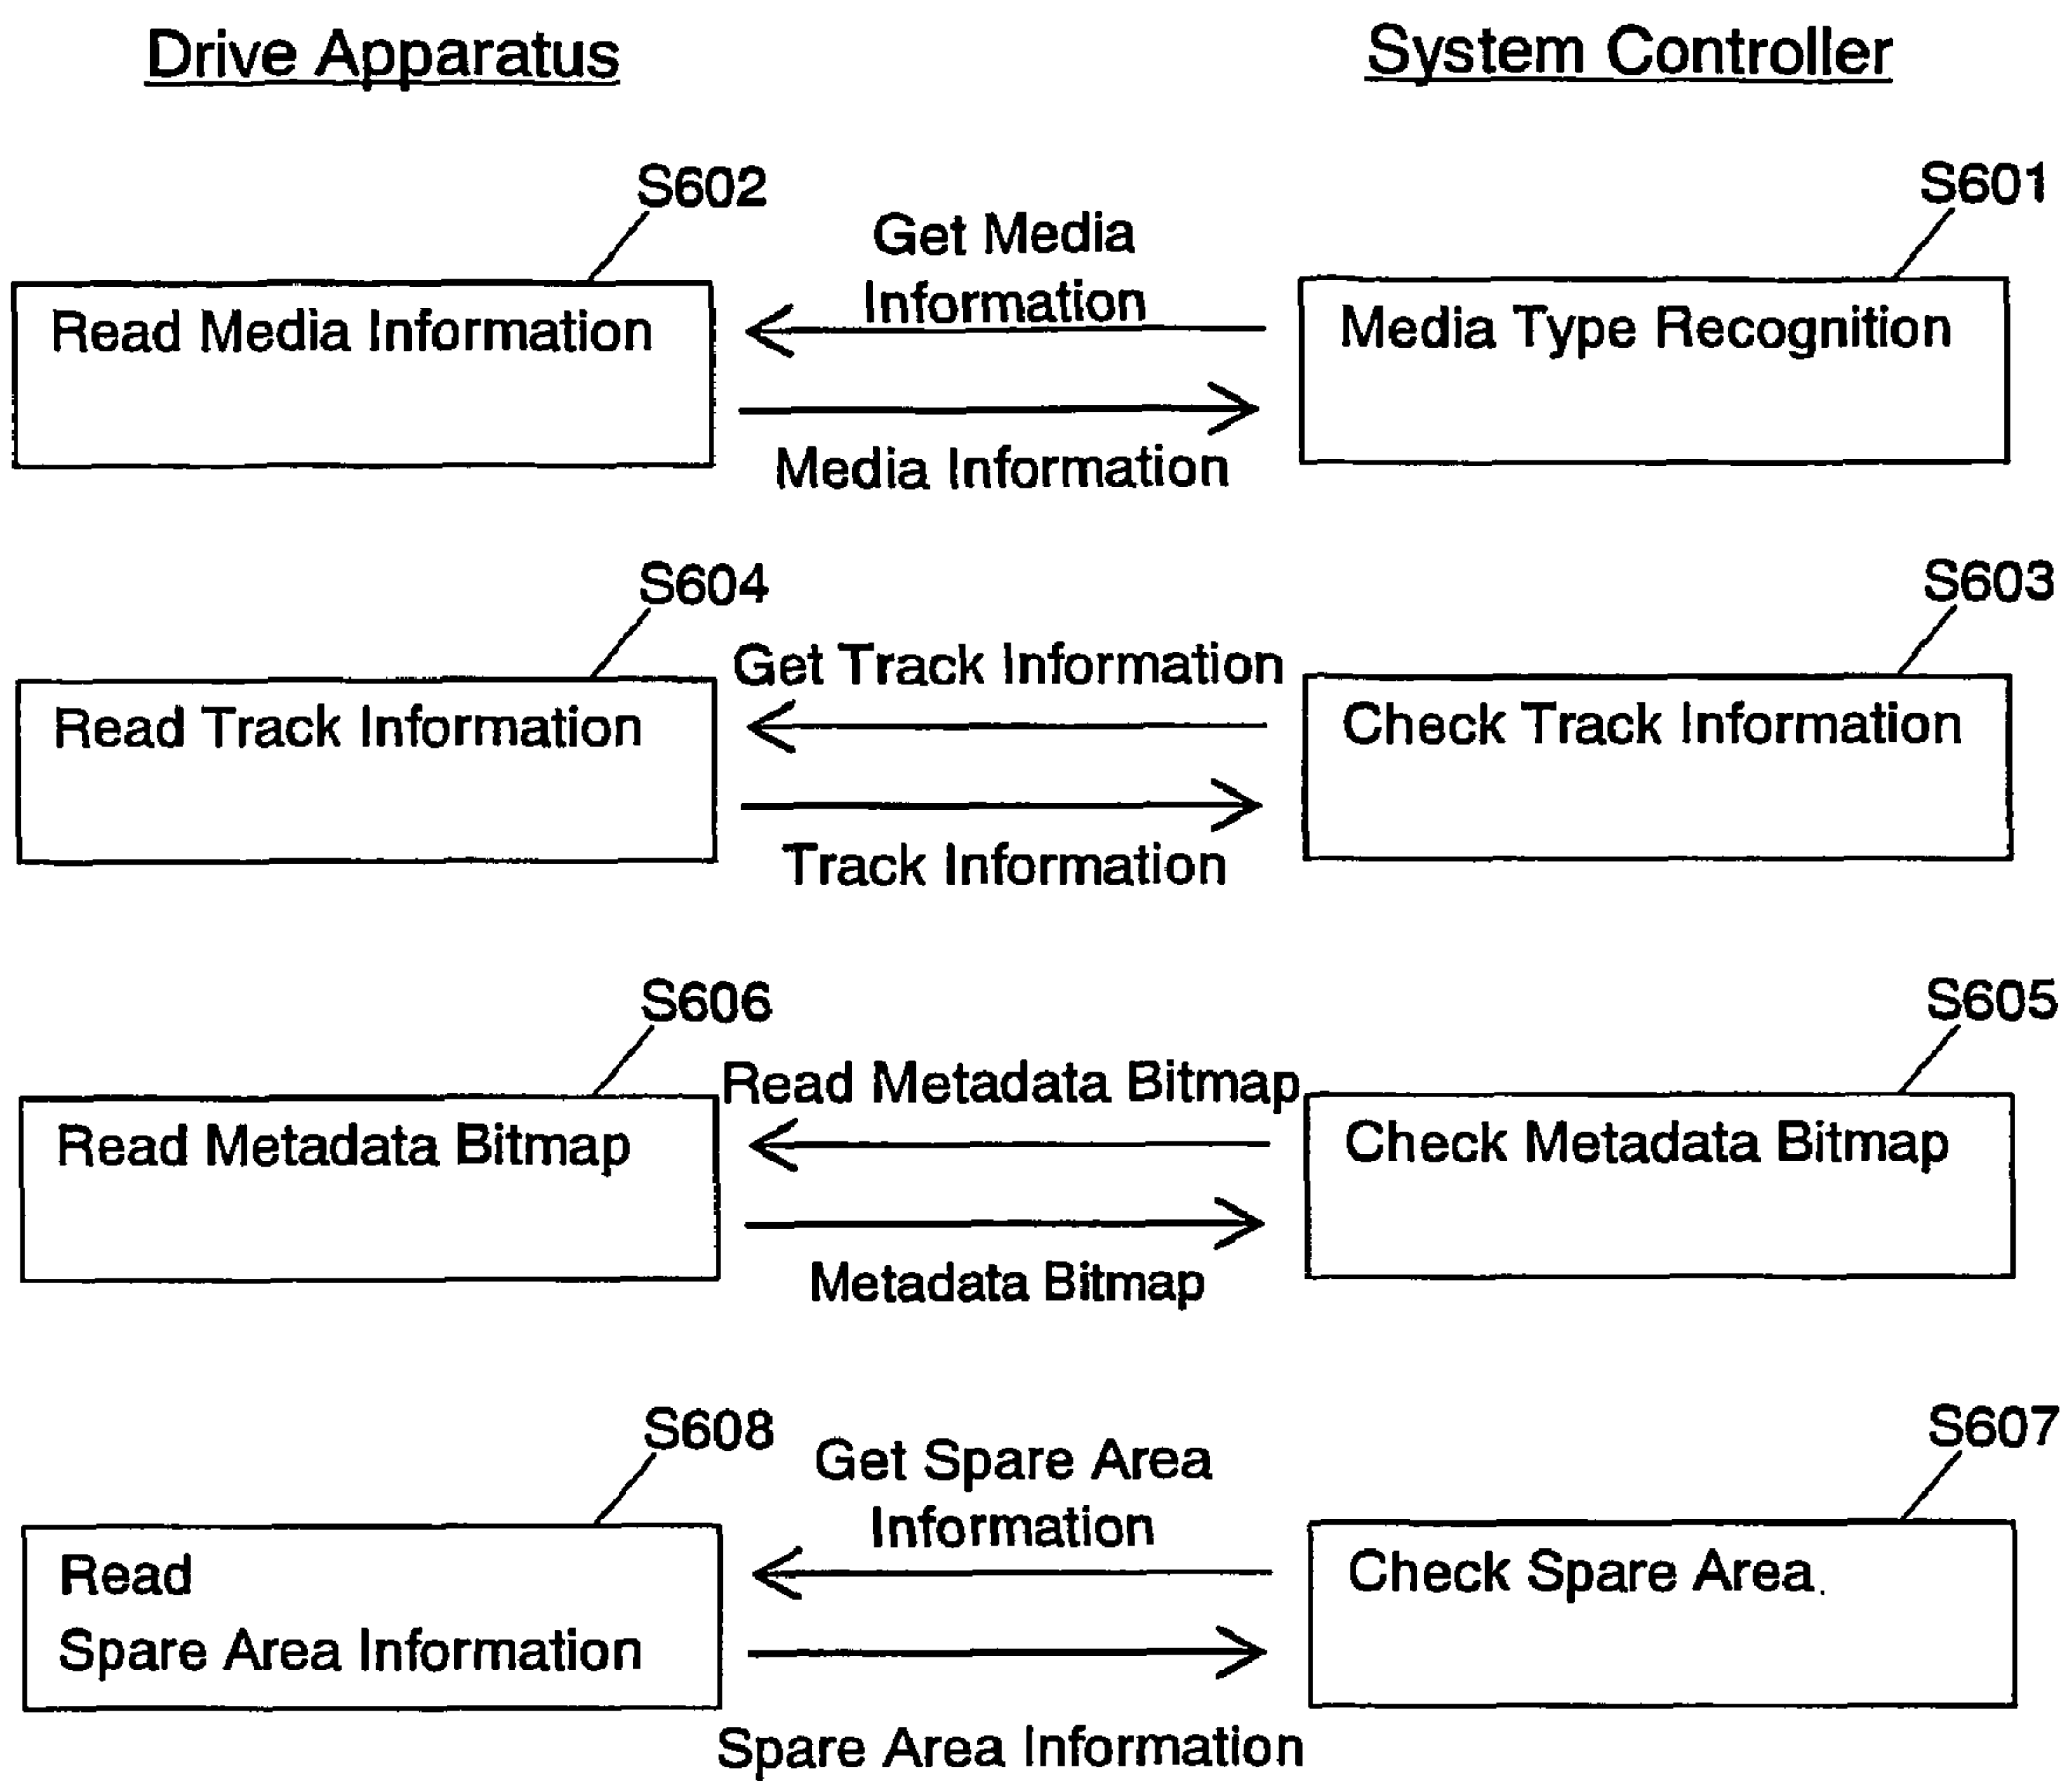 Drive Apparatus
System Controller
S602
S601
Get Media
Information
Read Media Information
Media Type Recognition
Media Information
S604
S603
Get Track Information
Read Track Information
Check Track Information
Track Information
S606
S605
Read Metadata Bitmap
Read Metadata Bitmap
Check Metadata Bitmap
Metadata Bitmap
S608
S607
Get Spare Area
Information
Read
Spare Area Information
Check Spare Area
Spare Area Information